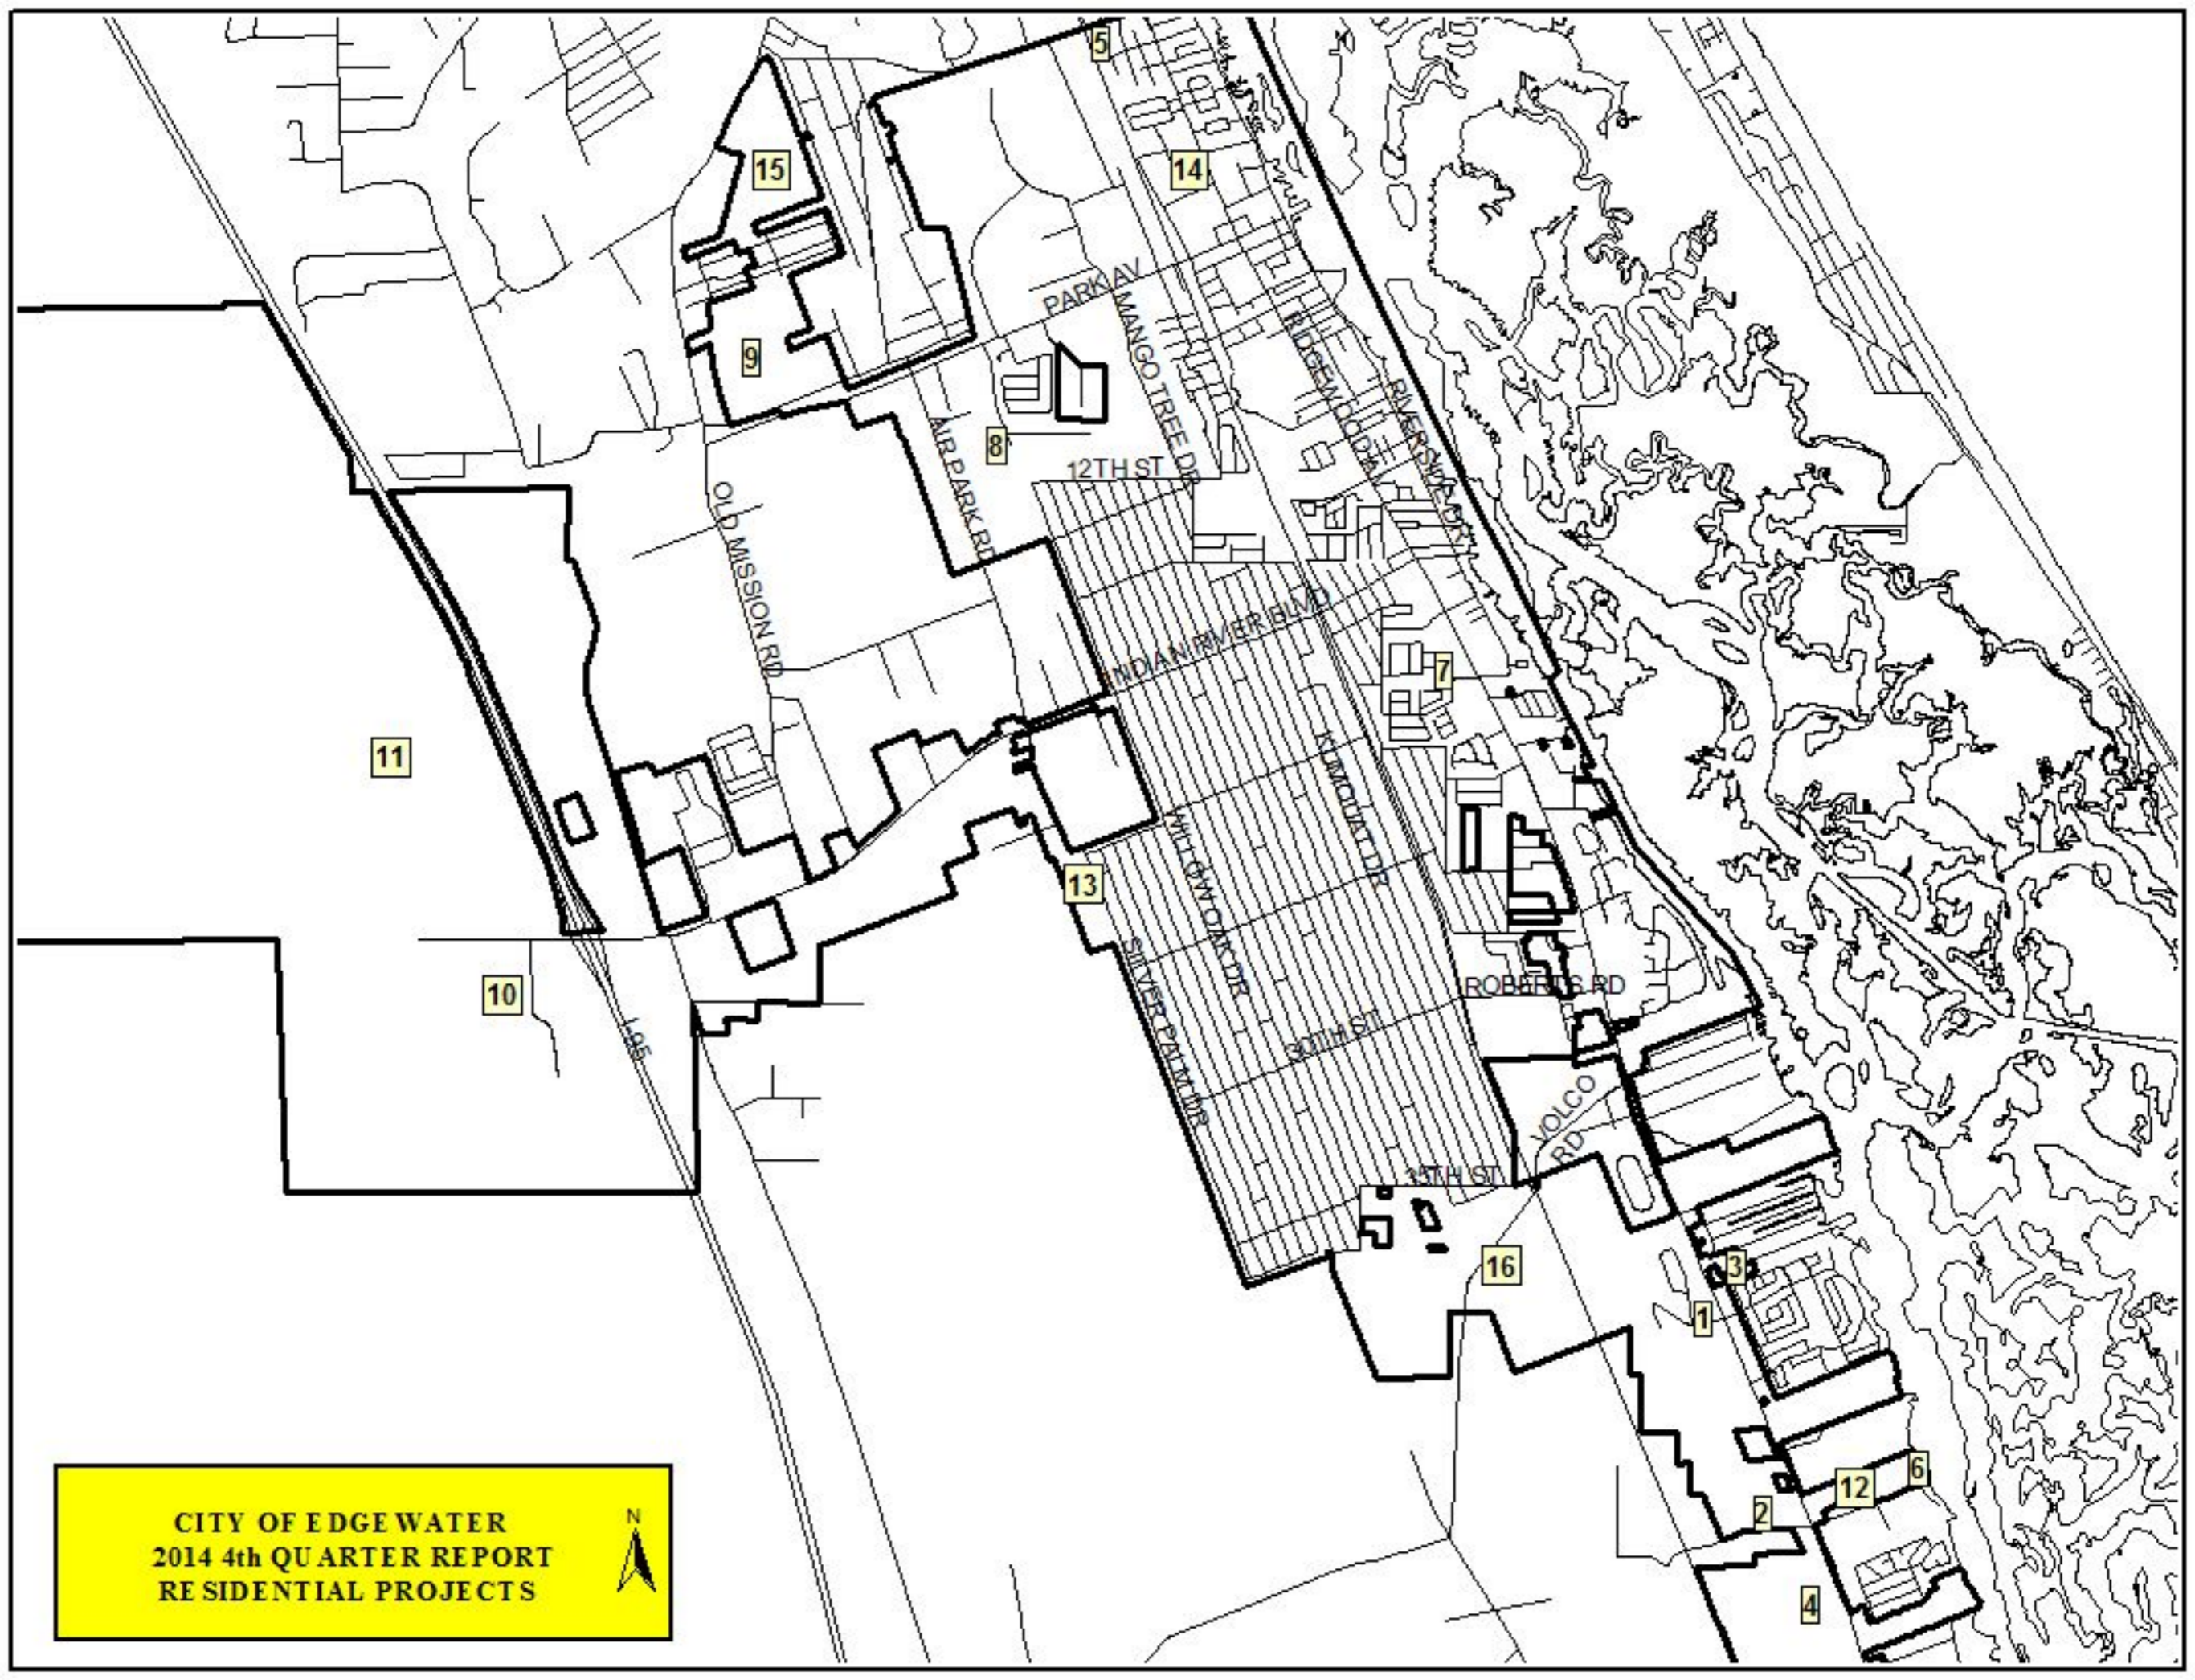 5
15
14
PARK AV
MANGO TREE DR
9
RIDGEWOOD AV
RIVERSIDE DR
8
AIR PARK RD
12TH ST
OLD MISSION RD
INDIAN RIVER BLVD
7
11
KUMQUAT DR
WILLOW OAK DR
13
SILVER PALM DR
10
I-95
ROBERTS RD
30TH ST
VOLCO
RD
35TH ST
16
3
1
6
12
2
4
CITY OF EDGEWATER
2014 4th QUARTER REPORT
RESIDENTIAL PROJECTS
N